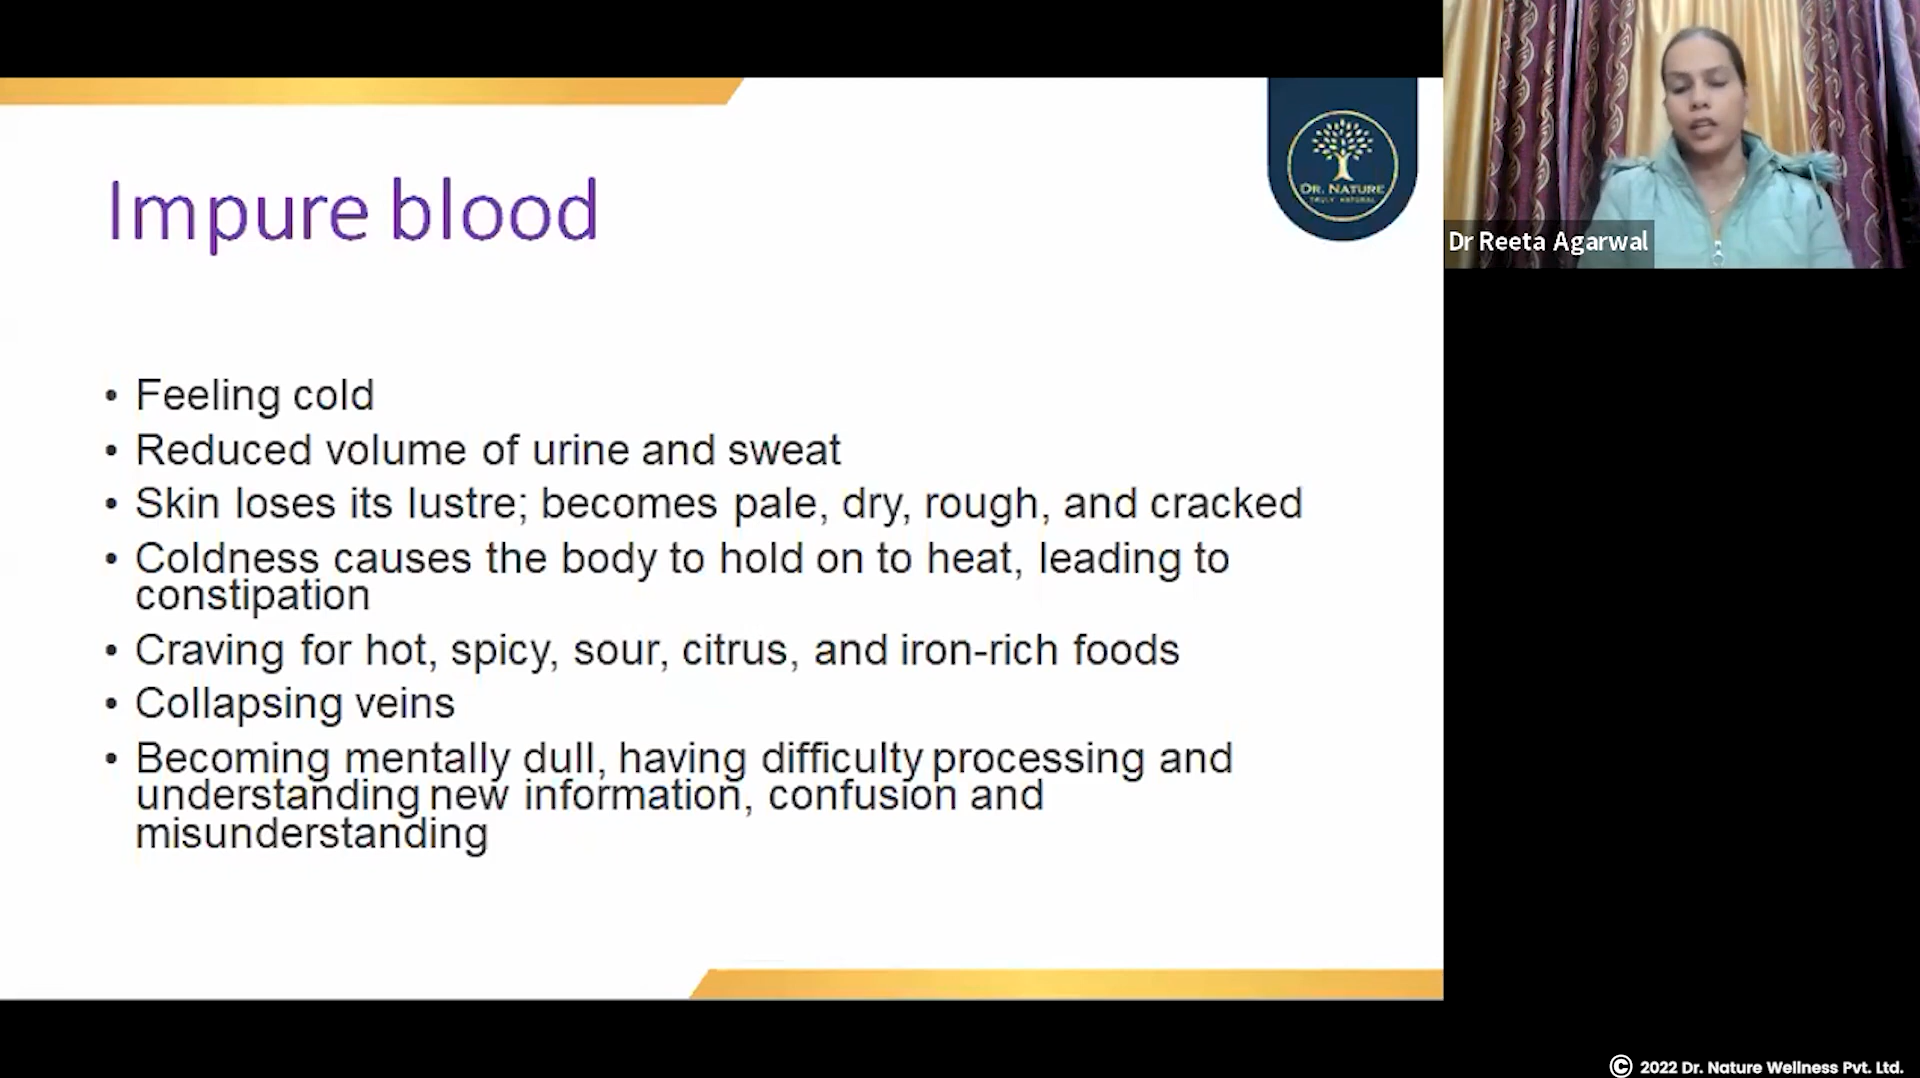 Impure blood
DR. NATURE
TRULY NATURAL
Dr Reeta Agarwal
• Feeling cold
• Reduced volume of urine and sweat
• Skin loses its lustre; becomes pale, dry, rough, and cracked
• Coldness causes the body to hold on to heat, leading to
constipation
• Craving for hot, spicy, sour, citrus, and iron-rich foods
• Collapsing veins
• Becoming mentally dull, having difficulty processing and
understanding new information, confusion and
misunderstanding
© 2022 Dr. Nature Wellness Pvt. Ltd.